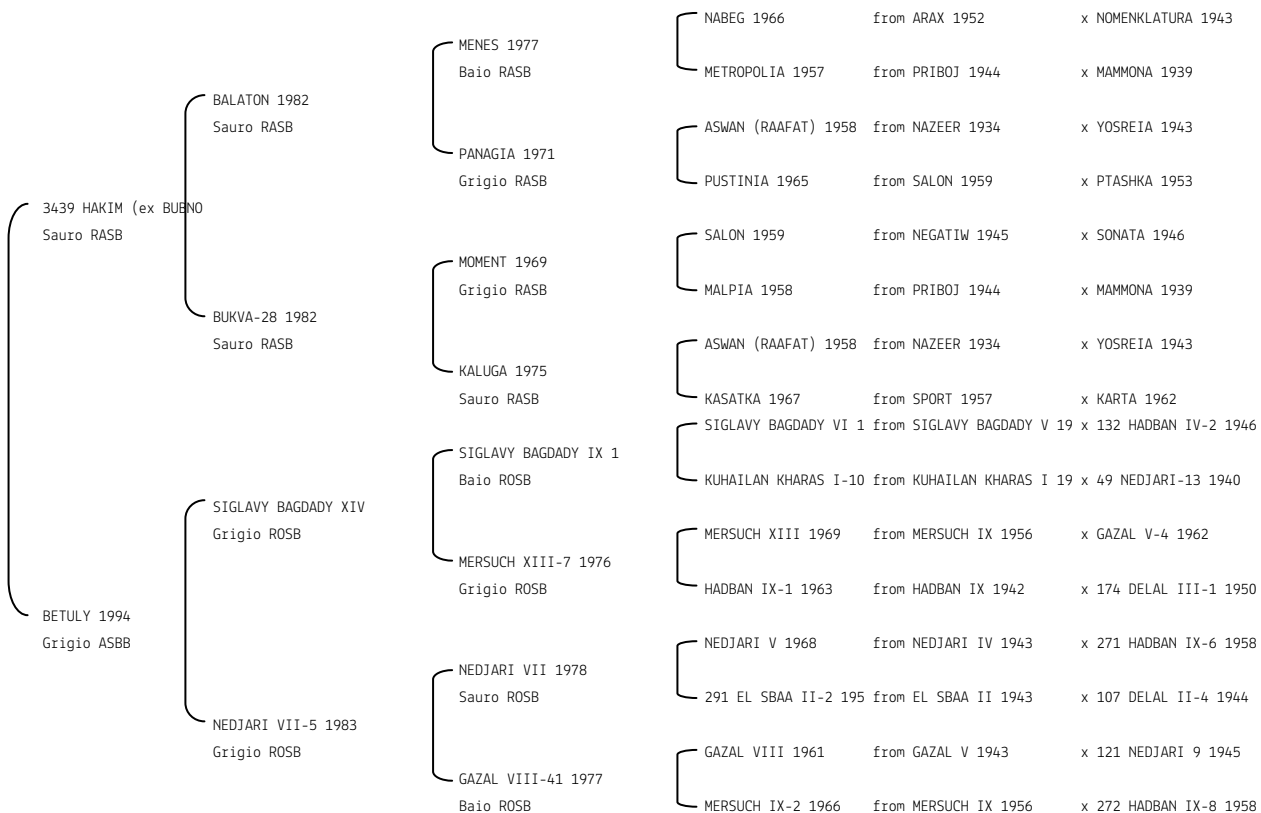 NABEG 1966 from ARAX 1952 x NOMENKLATURA 1943
MENES 1977
Baio RASB
METROPOLIA 1957 from PRIBOJ 1944 x MAMMONA 1939
BALATON 1982
Sauro RASB
ASWAN (RAAFAT) 1958 from NAZEER 1934 x YOSREIA 1943
PANAGIA 1971
Grigio RASB
PUSTINIA 1965 from SALON 1959 x PTASHKA 1953
3439 HAKIM (ex BUENO
Sauro RASB
SALON 1959 from NEGATIW 1945 x SONATA 1946
MOMENT 1969
Grigio RASB
MALPIA 1958 from PRIBOJ 1944 x MAMMONA 1939
BUKVA-28 1982
Sauro RASB
ASWAN (RAAFAT) 1958 from NAZEER 1934 x YOSREIA 1943
KALUGA 1975
Sauro RASB
KASATKA 1967 from SPORT 1957 x KARTA 1962
SIGLAVY BAGDADY VI 1 from SIGLAVY BAGDADY V 19 x 132 HADBAN IV-2 1946
SIGLAVY BAGDADY IX 1
Baio ROSB
KUHAILAN KHARAS I-10 from KUHAILAN KHARAS I 19 x 49 NEDJARI-13 1940
SIGLAVY BAGDADY XIV
Grigio ROSB
MERSUCH XIII 1969 from MERSUCH IX 1956 x GAZAL V-4 1962
MERSUCH XIII-7 1976
Grigio ROSB
HADBAN IX-1 1963 from HADBAN IX 1942 x 174 DELAL III-1 1950
BETULY 1994
Grigio ASBB
NEDJARI V 1968 from NEDJARI IV 1943 x 271 HADBAN IX-6 1958
NEDJARI VII 1978
Sauro ROSB
291 EL SBAA II-2 195 from EL SBAA II 1943 x 107 DELAL II-4 1944
NEDJARI VII-5 1983
Grigio ROSB
GAZAL VIII 1961 from GAZAL V 1943 x 121 NEDJARI 9 1945
GAZAL VIII-41 1977
Baio ROSB
MERSUCH IX-2 1966 from MERSUCH IX 1956 x 272 HADBAN IX-8 1958